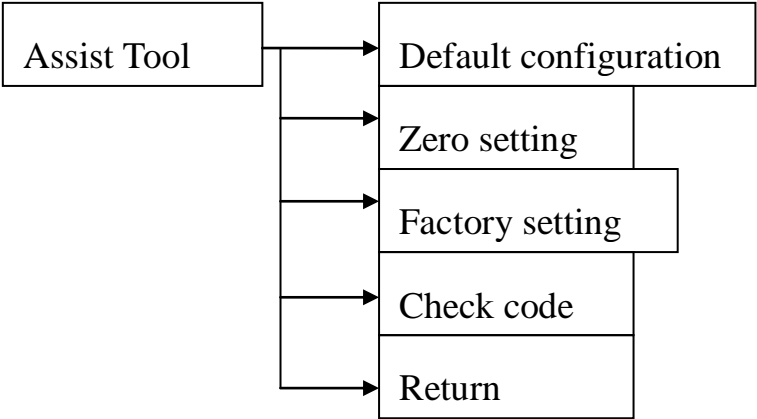 Assist Tool
Default configuration
Zero setting
Factory setting
Check code
Return